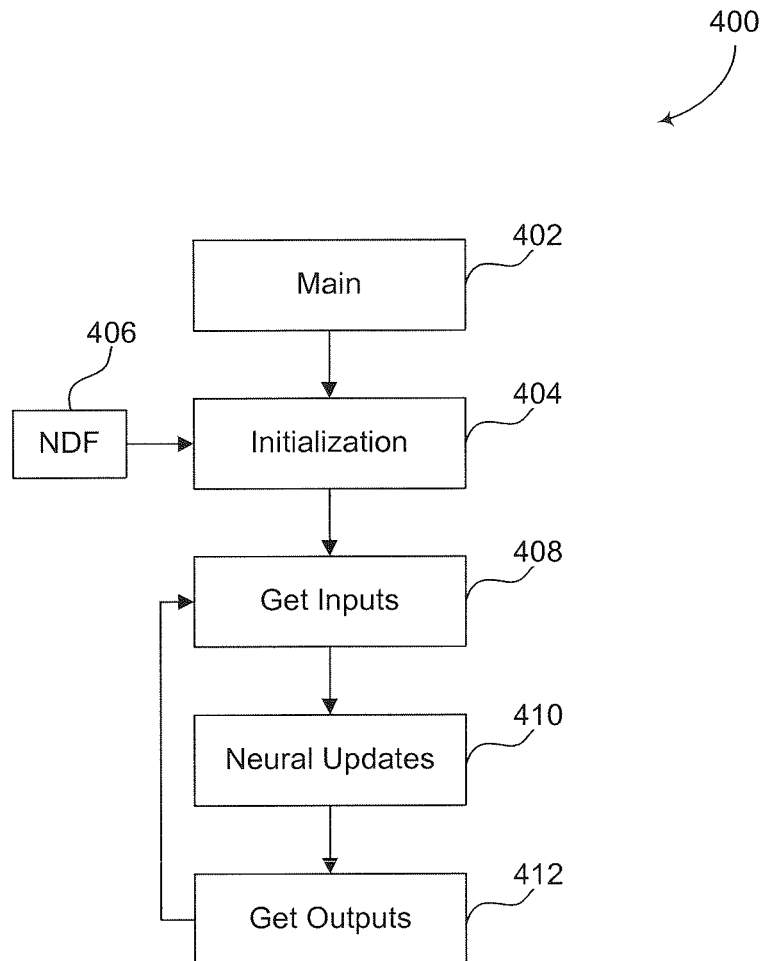 400
402
Main
406
404
NDF
Initialization
408
Get Inputs
410
Neural Updates
412
Get Outputs